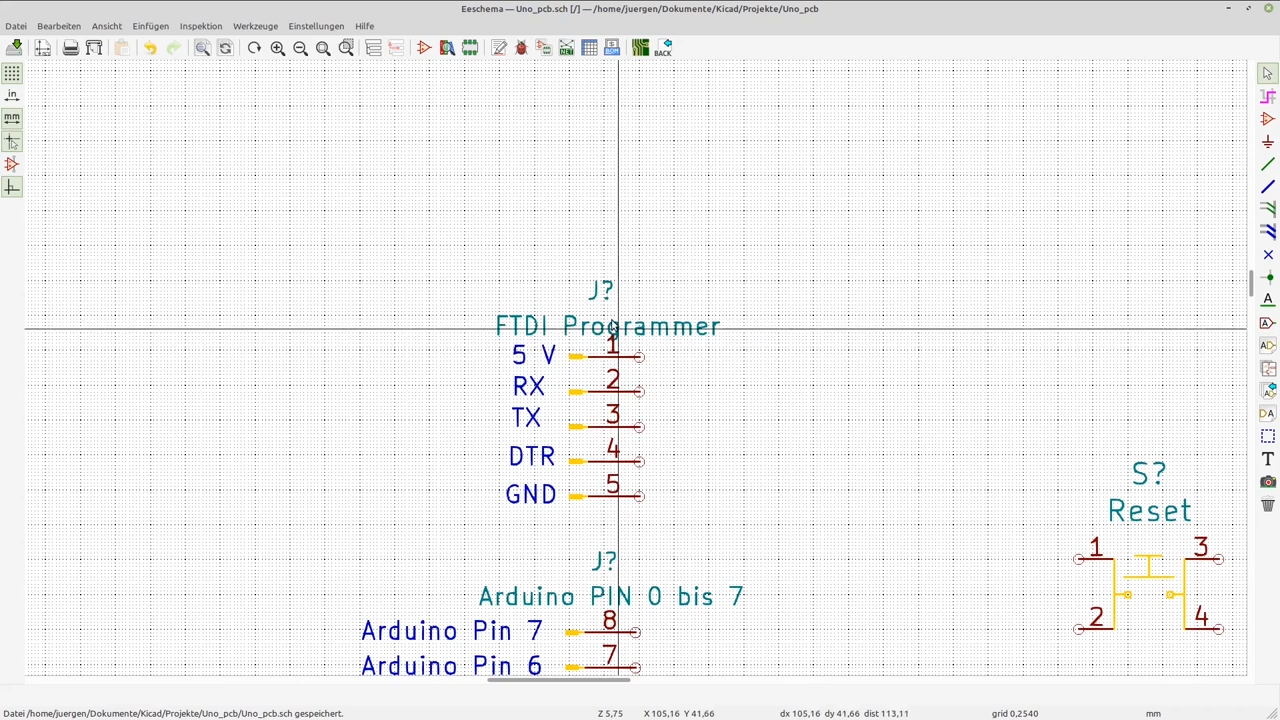 Eeschema — Uno_pcb.sch [/] — /home/juergen/Dokumente/Kicad/Projekte/Uno_pcb
Datei Bearbeiten Ansicht Einfügen Inspektion Werkzeuge Einstellungen Hilfe
BACK
in
mm
J?
FTDI Programmer
5 V 1
RX 2
TX 3
DTR 4
GND 5
S?
Reset
1 3
2 4
J?
Arduino PIN 0 bis 7
Arduino Pin 7 8
Arduino Pin 6 7
Datei /home/juergen/Dokumente/Kicad/Projekte/Uno_pcb/Uno_pcb.sch gespeichert. Z 5,75 X 105,16 Y 41,66 dx 105,16 dy 41,66 dist 113,11 grid 0,2540 mm